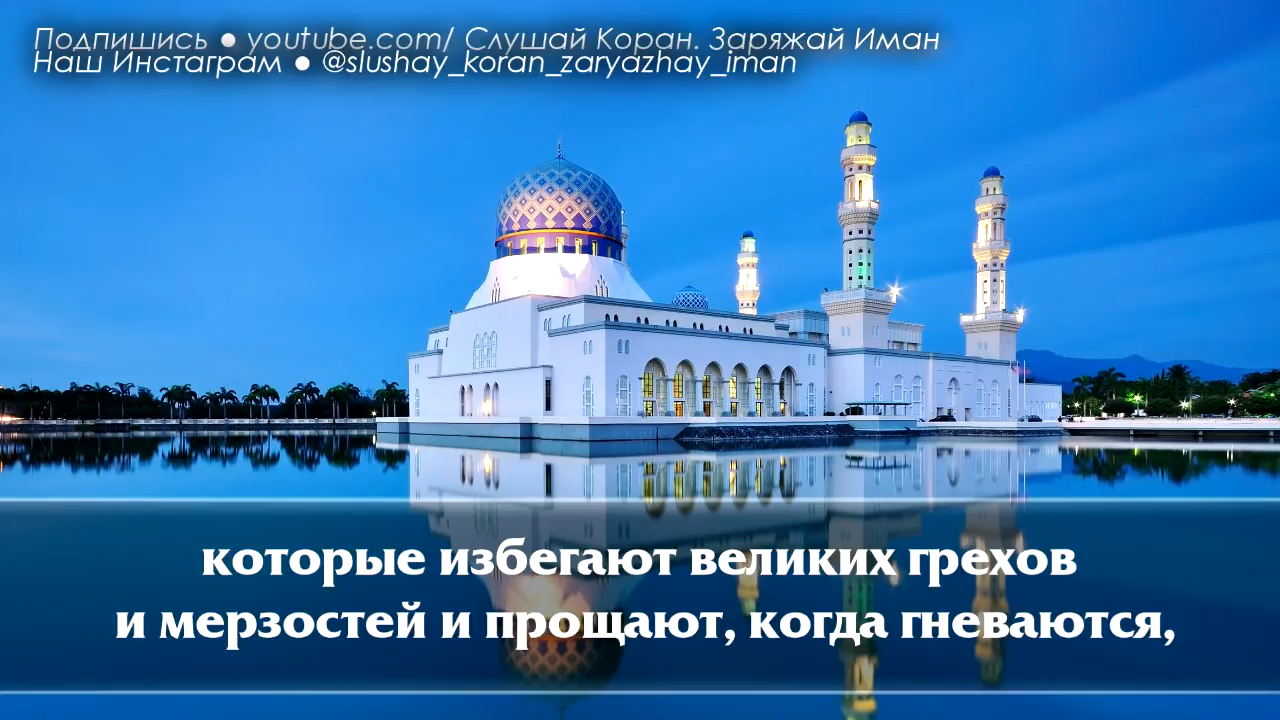 Подпишись ● youtube.com/ Слушай Коран. Заряжай Иман
Наш Инстаграм ● @slushay_koran_zaryazhay_iman
которые избегают великих грехов
и мерзостей и прощают, когда гневаются,